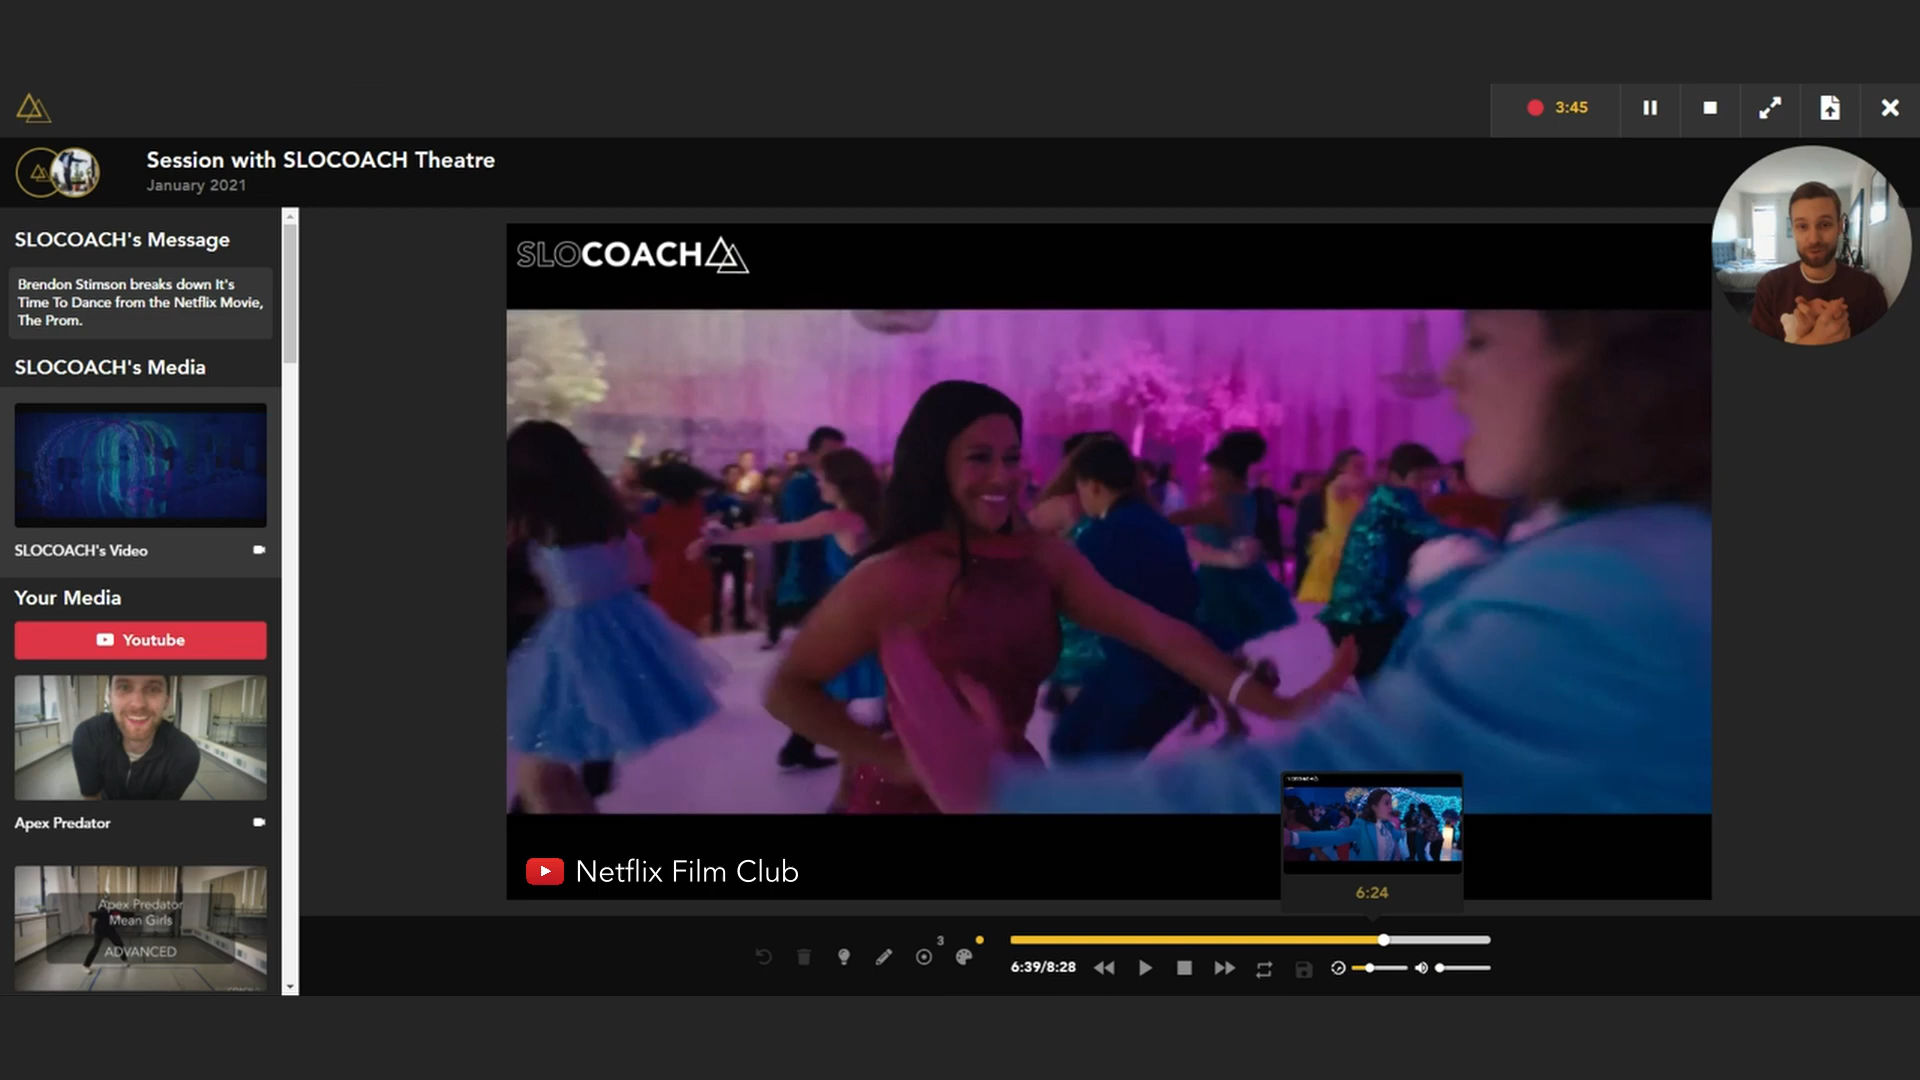 3:45
Session with SLOCOACH Theatre
January 2021
SLOCOACH's Message
Brendon Stimson breaks down It's
Time To Dance from the Netflix Movie,
The Prom.
SLOCOACH's Media
SLOCOACH's Video
Your Media
Youtube
Apex Predator
Apex Predator
Mean Girls
ADVANCED
SLOCOACH
Netflix Film Club
6:24
3
6:39/8:28